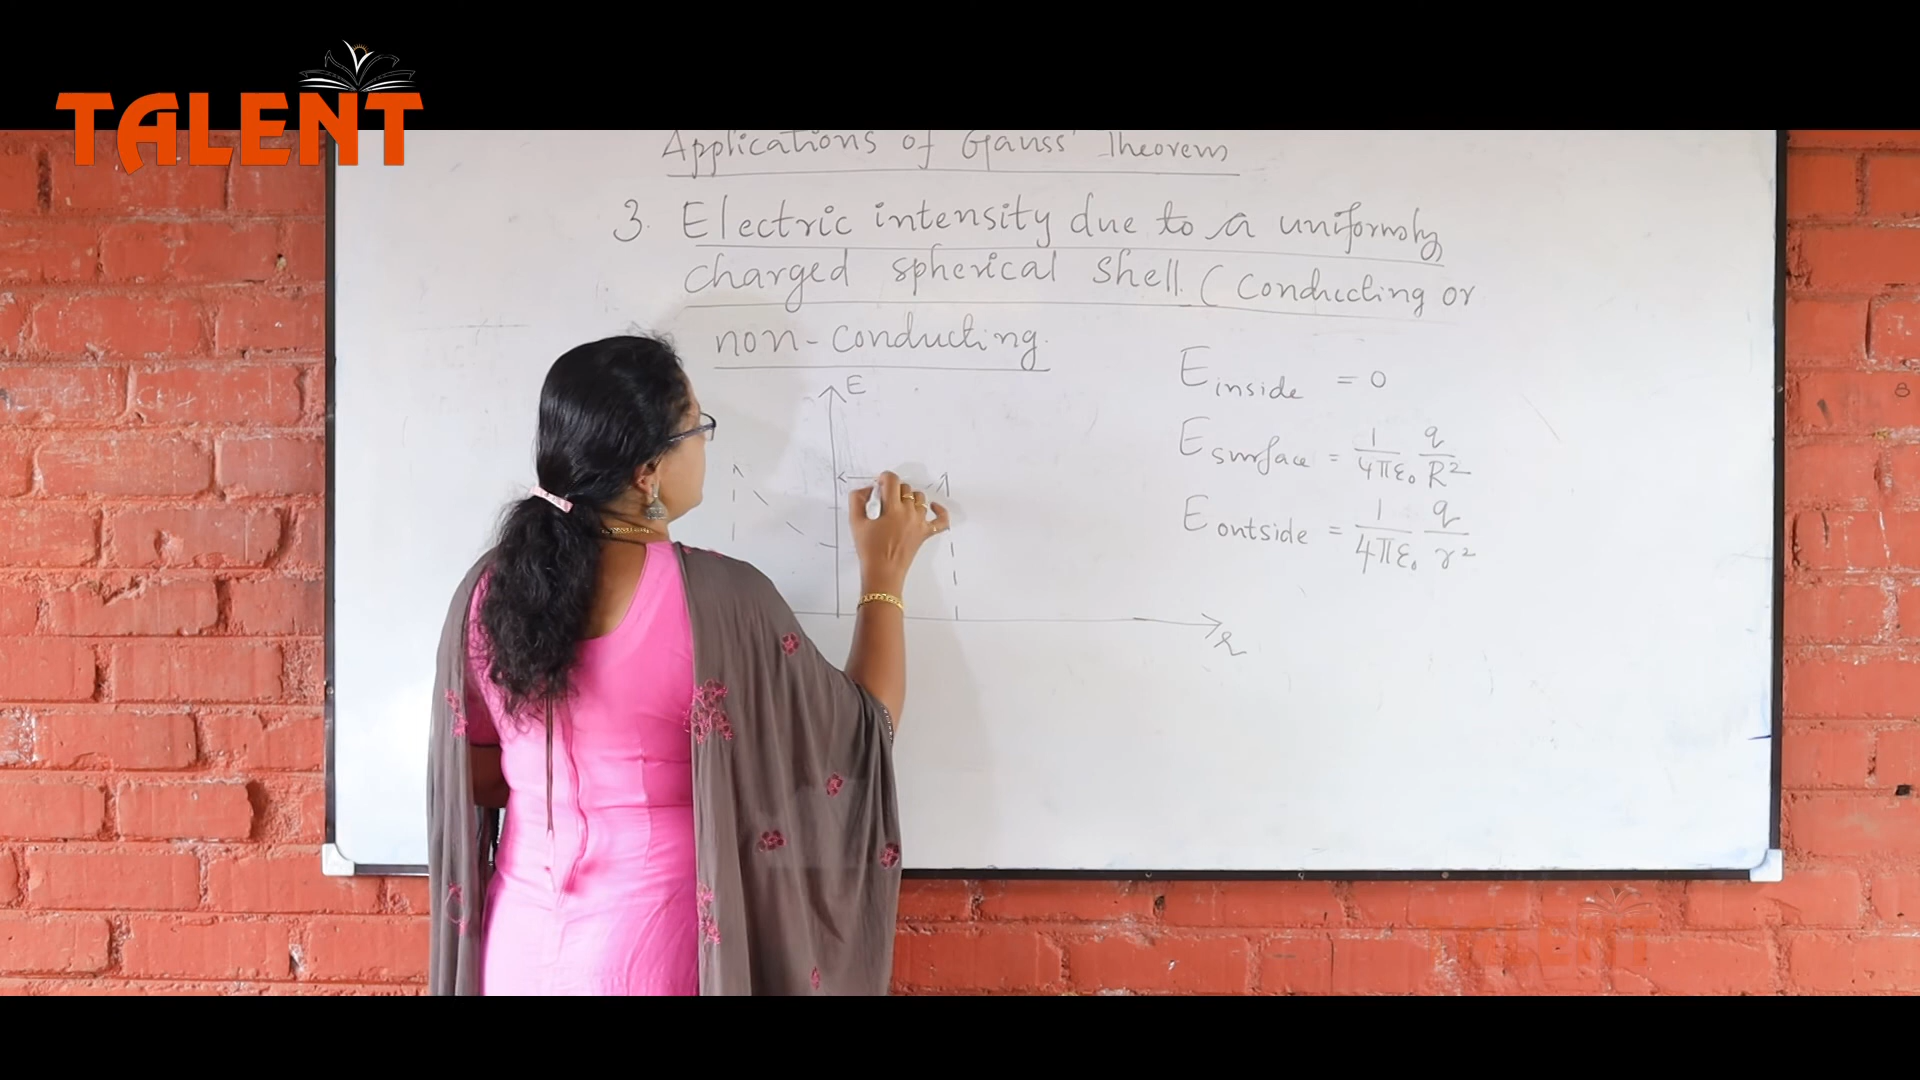 TALENT
Applications of Gauss' Theorem
3. Electric intensity due to a uniformly
charged spherical shell (Conducting or
non-conducting.
E inside = 0
E
E surface = 1/4πε₀ q/R²
E outside = 1/4πε₀ q/r²
r
TALENT